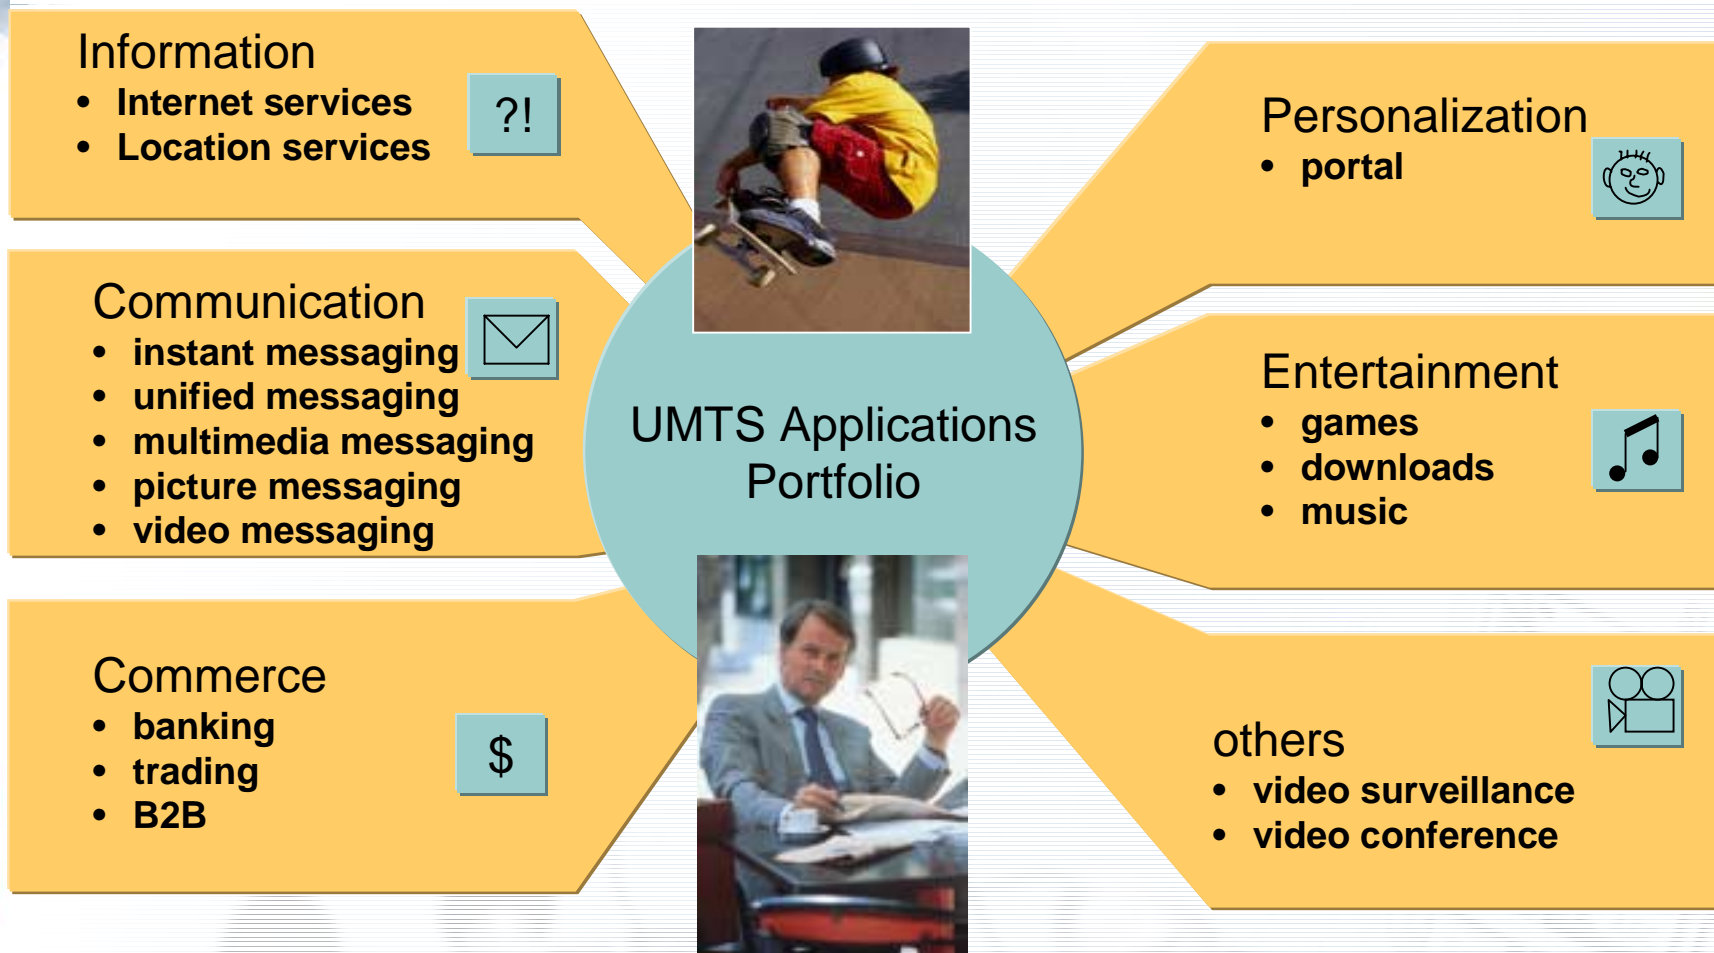 Information
• Internet services
• Location services
?!
Communication
• instant messaging
• unified messaging
• multimedia messaging
• picture messaging
• video messaging
Commerce
• banking
• trading
• B2B
$
UMTS Applications
Portfolio
Personalization
• portal
Entertainment
• games
• downloads
• music
others
• video surveillance
• video conference